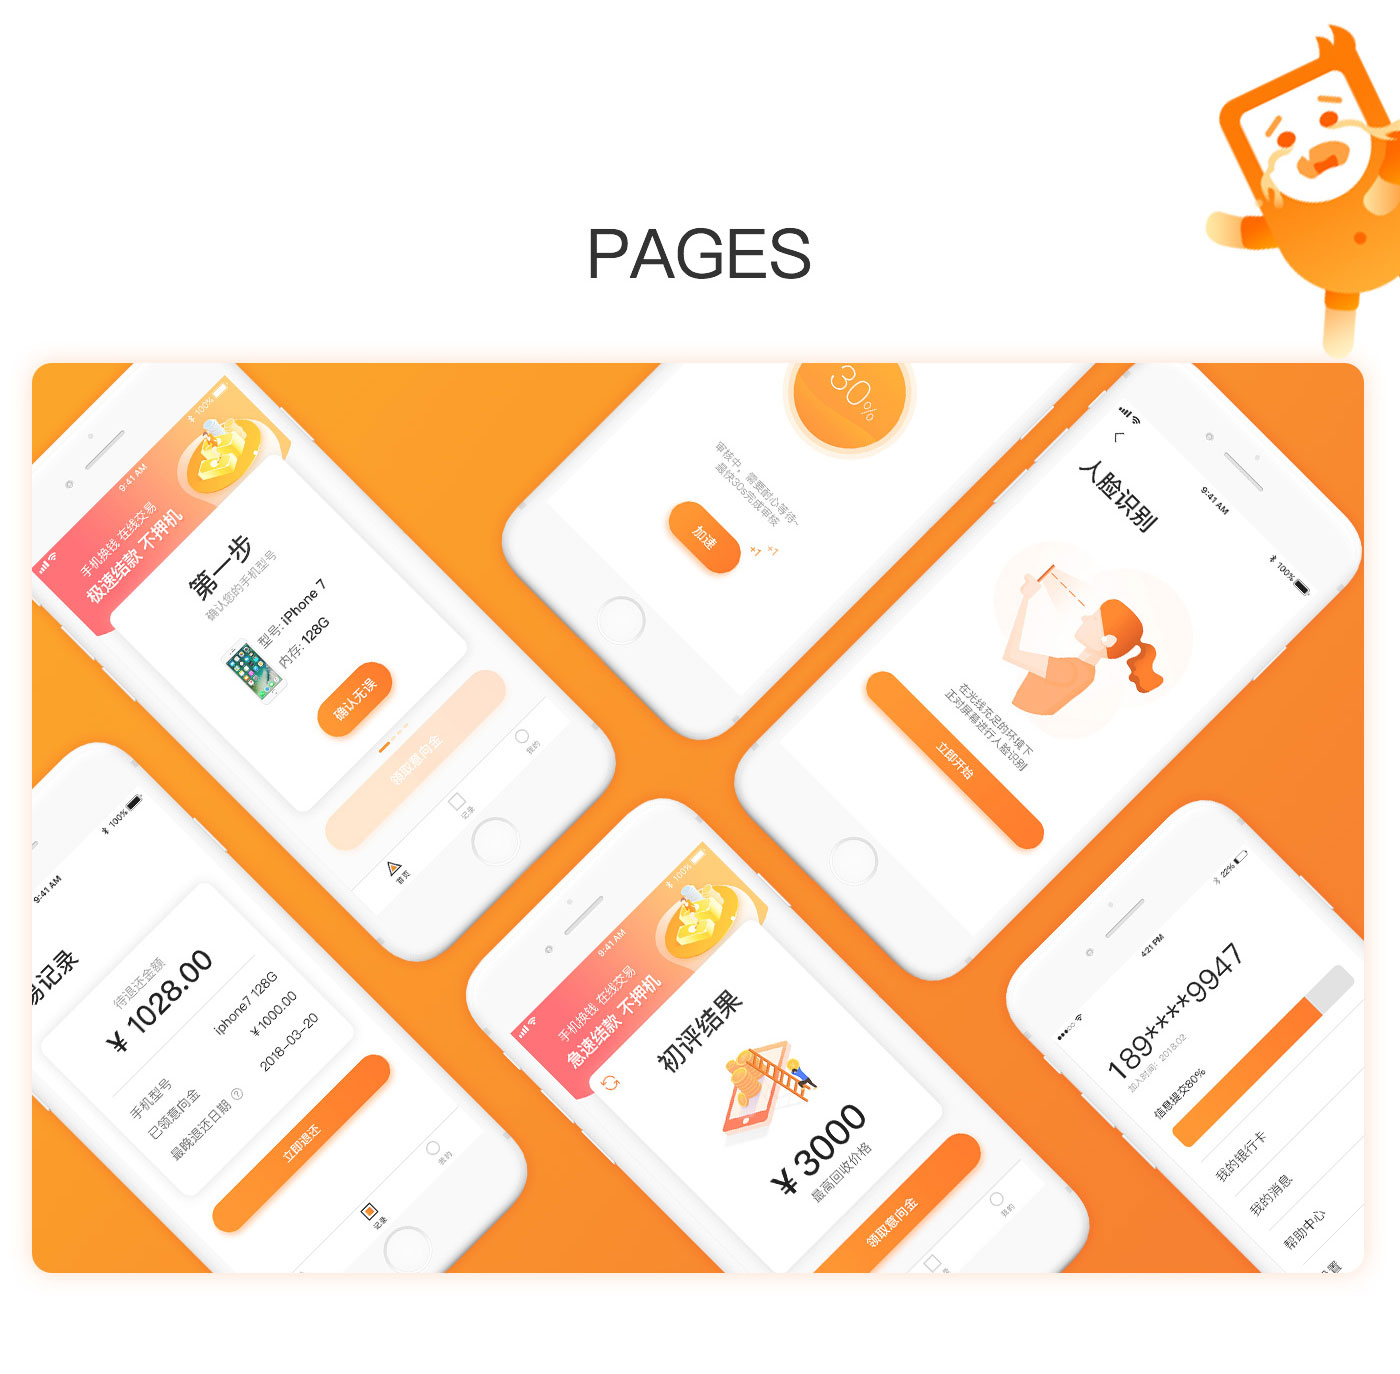 PAGES
100%
9:41 AM
手机换钱 在线交易
极速结款 不押机
第一步
确认您的手机型号
型号: iPhone 7
内存: 128G
确认无误
领取意向金
首页
记录
我的
30%
审核中，需要耐心等待~
最快30s完成审核
加速
+1
+1
9:41 AM
100%
人脸识别
在光线充足的环境下
正对屏幕进行人脸识别
立即开始
9:41 AM
100%
易记录
待退还金额
¥ 1028.00
手机型号
iphone7 128G
已领意向金
¥ 1000.00
最晚退还日期 ?
2018-03-20
立即退还
记录
我的
9:41 AM
100%
手机换钱 在线交易
急速结款 不押机
初评结果
¥ 3000
最高回收价格
领取意向金
我的
4:21 PM
22%
189****9947
加入时间: 2018.02
信息提交80%
我的银行卡
我的消息
帮助中心
置